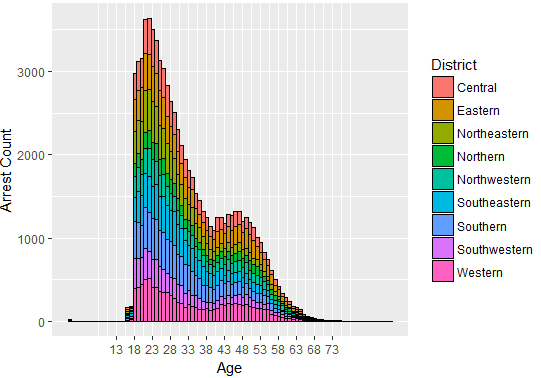 Arrest Count
3000
2000
1000
0
13 18 23 28 33 38 43 48 53 58 63 68 73
Age
District
Central
Eastern
Northeastern
Northern
Northwestern
Southeastern
Southern
Southwestern
Western